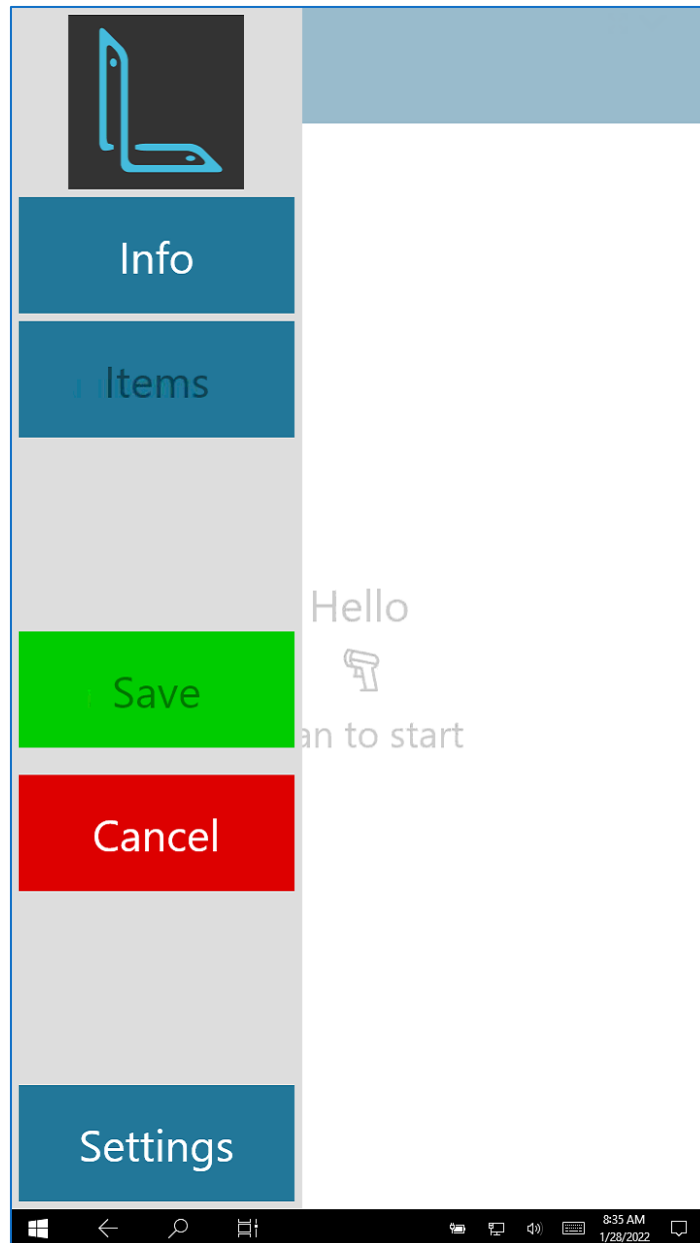 Info
Items
Hello
Save
an to start
Cancel
Settings
8:35 AM
1/28/2022